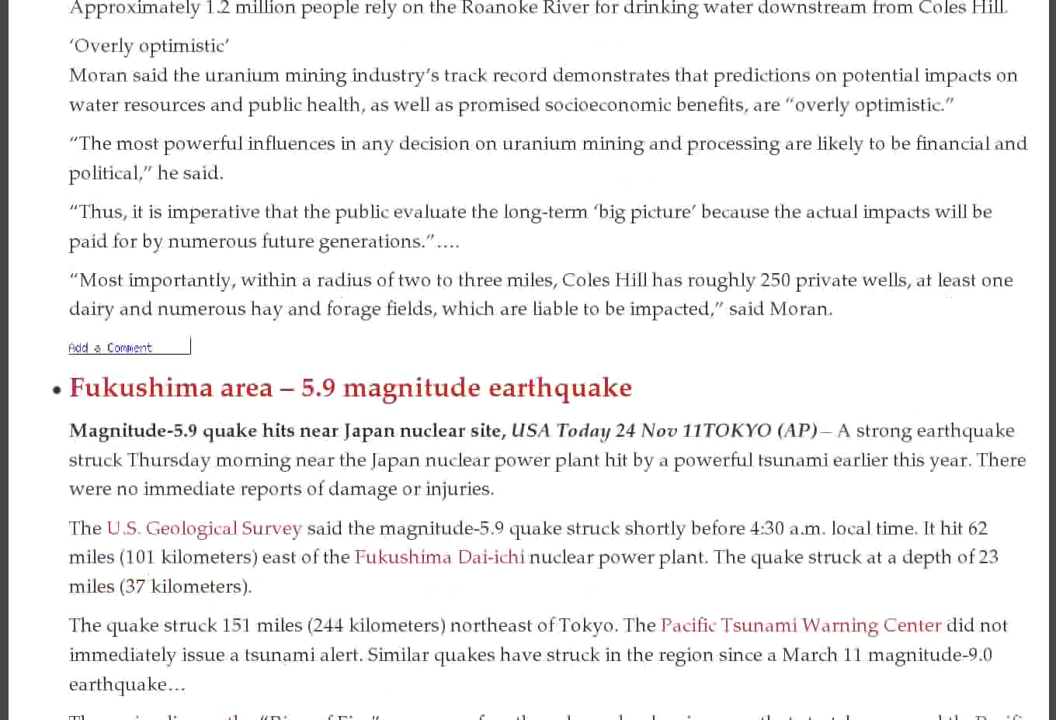 Approximately 1.2 million people rely on the Roanoke River for drinking water downstream from Coles Hill.
‘Overly optimistic’
Moran said the uranium mining industry’s track record demonstrates that predictions on potential impacts on
water resources and public health, as well as promised socioeconomic benefits, are “overly optimistic.”
“The most powerful influences in any decision on uranium mining and processing are likely to be financial and
political,” he said.
“Thus, it is imperative that the public evaluate the long-term ‘big picture’ because the actual impacts will be
paid for by numerous future generations.”….
“Most importantly, within a radius of two to three miles, Coles Hill has roughly 250 private wells, at least one
dairy and numerous hay and forage fields, which are liable to be impacted,” said Moran.
Add a Comment
• Fukushima area – 5.9 magnitude earthquake
Magnitude-5.9 quake hits near Japan nuclear site, USA Today 24 Nov 11TOKYO (AP)– A strong earthquake
struck Thursday morning near the Japan nuclear power plant hit by a powerful tsunami earlier this year. There
were no immediate reports of damage or injuries.
The U.S. Geological Survey said the magnitude-5.9 quake struck shortly before 4:30 a.m. local time. It hit 62
miles (101 kilometers) east of the Fukushima Dai-ichi nuclear power plant. The quake struck at a depth of 23
miles (37 kilometers).
The quake struck 151 miles (244 kilometers) northeast of Tokyo. The Pacific Tsunami Warning Center did not
immediately issue a tsunami alert. Similar quakes have struck in the region since a March 11 magnitude-9.0
earthquake…